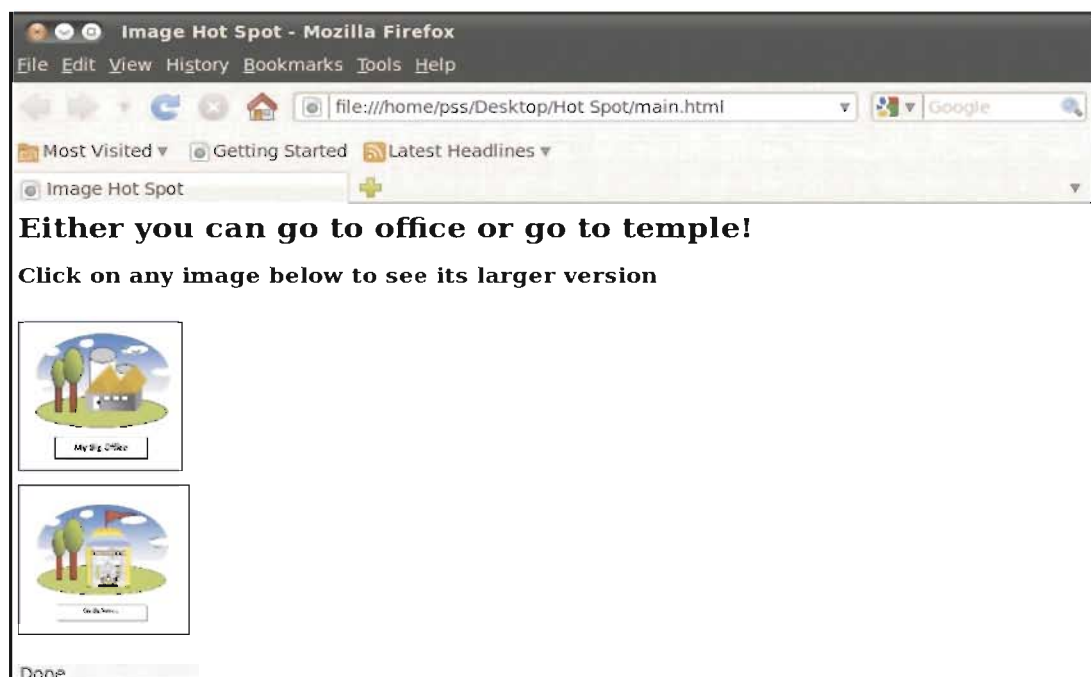 Image Hot Spot - Mozilla Firefox
File Edit View History Bookmarks Tools Help
file:///home/pss/Desktop/Hot Spot/main.html Google
Most Visited Getting Started Latest Headlines
Image Hot Spot
Either you can go to office or go to temple!
Click on any image below to see its larger version
My Big Office
Done